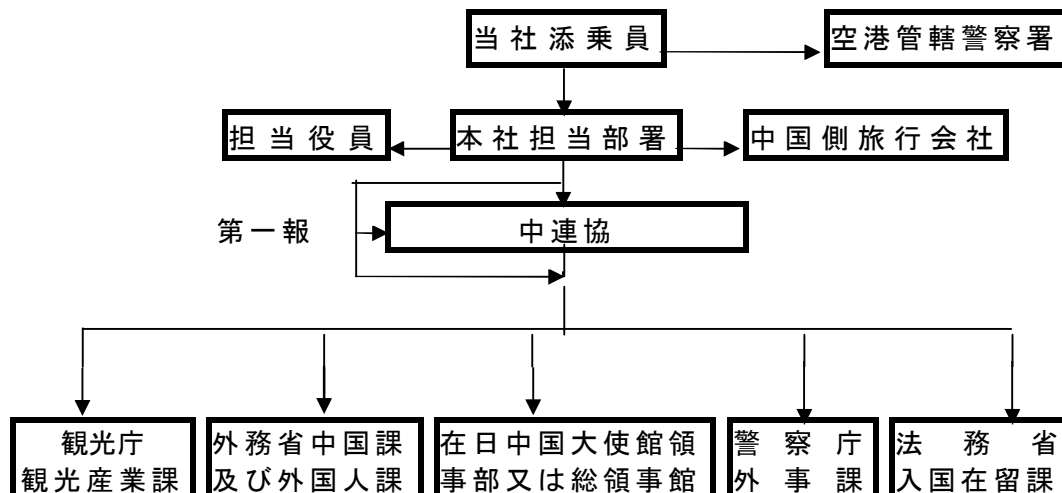 当社添乗員
空港管轄警察署
担当役員
本社担当部署
中国側旅行会社
第一報
中連協
観光庁
観光産業課
外務省中国課
及び外国人課
在日中国大使館領
事部又は総領事館
警察庁
外事課
法務省
入国在留課